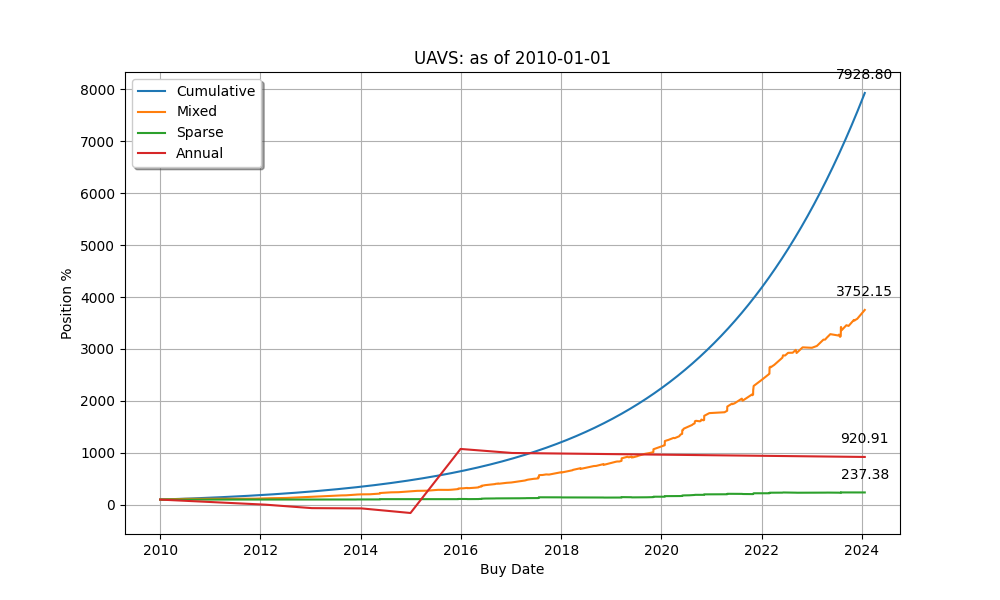 UAVS: as of 2010-01-01
7928.80
8000
Cumulative
Mixed
Sparse
Annual
7000
6000
5000
4000
3752.15
3000
2000
1000
920.91
237.38
0
Position %
2010 2012 2014 2016 2018 2020 2022 2024
Buy Date